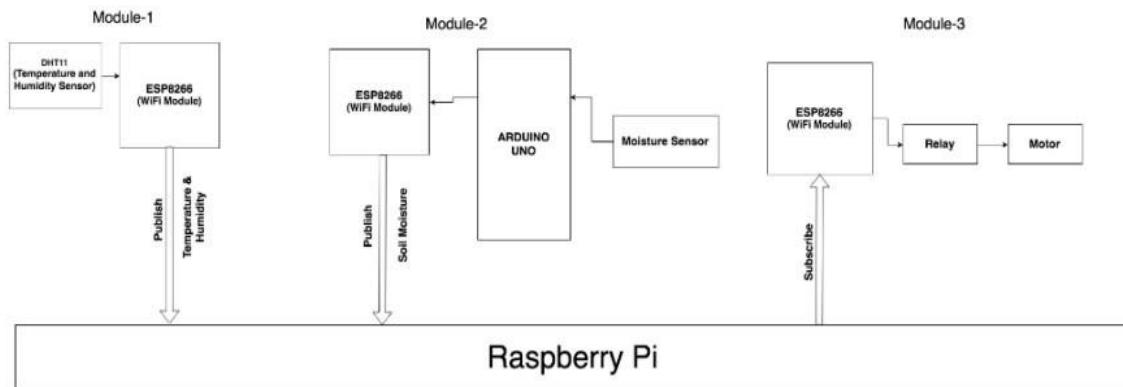 Module-1
DHT11
(Temperature and
Humidity Sensor)
ESP8266
(WiFi Module)
Publish
Temperature &
Humidity
Module-2
ESP8266
(WiFi Module)
ARDUINO
UNO
Moisture Sensor
Publish
Soil Moisture
Module-3
ESP8266
(WiFi Module)
Relay
Motor
Subscribe
Raspberry Pi